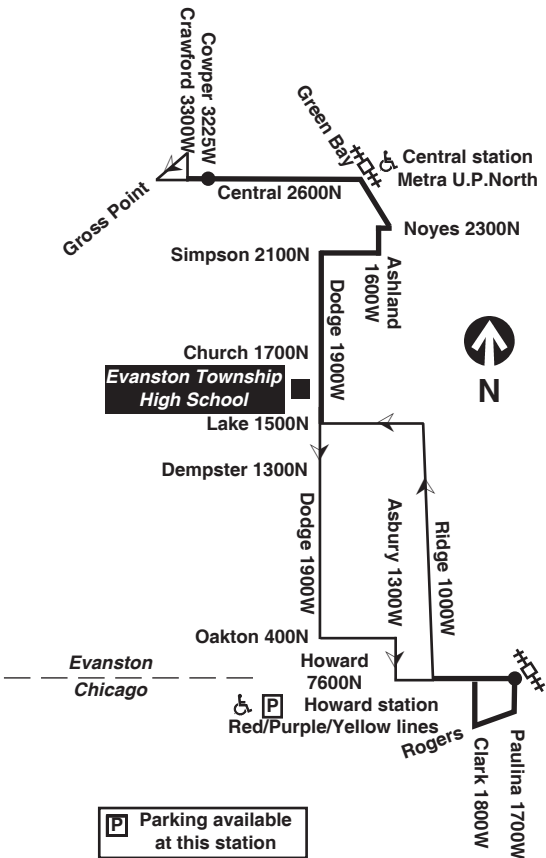 Cowper 3225W
Crawford 3300W
Green Bay
Central station
Metra U.P.North
Gross Point
Central 2600N
Noyes 2300N
Simpson 2100N
Ashland
1600W
Dodge 1900W
Church 1700N
Evanston Township
High School
N
Lake 1500N
Dempster 1300N
Dodge 1900W
Asbury 1300W
Ridge 1000W
Oakton 400N
Evanston
Chicago
Howard
7600N
P Howard station
Red/Purple/Yellow lines
Rogers
Clark 1800W
Paulina 1700W
P Parking available
at this station